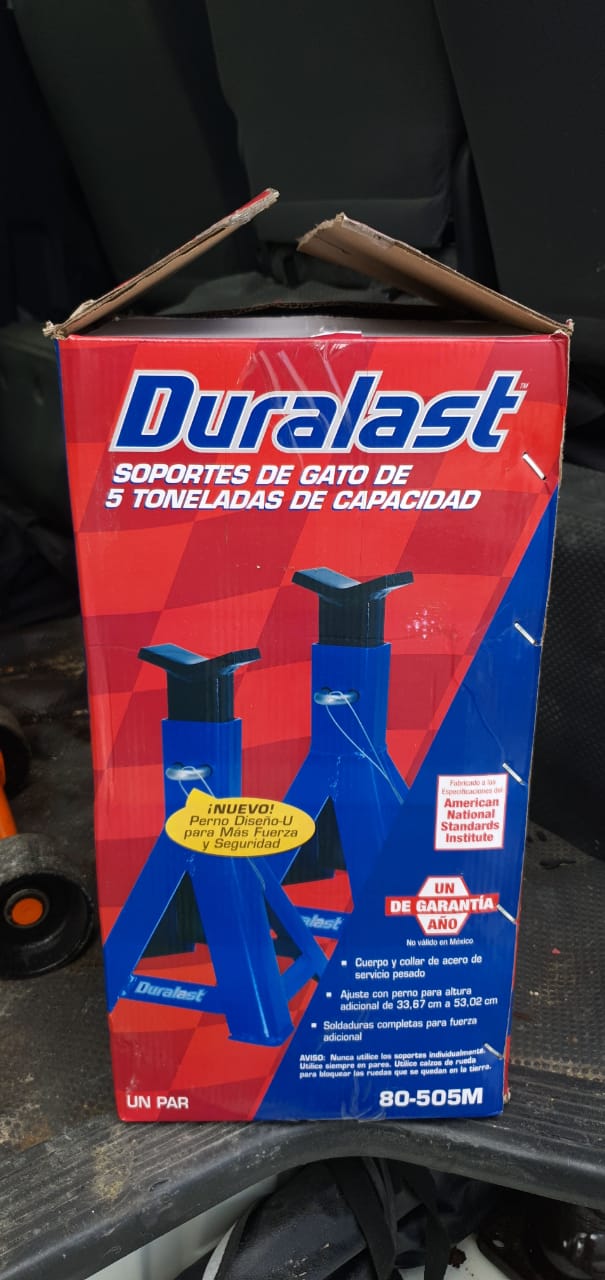 Duralast™
SOPORTES DE GATO DE
5 TONELADAS DE CAPACIDAD
¡NUEVO!
Perno Diseño-U
para Más Fuerza
y Seguridad
Duralast
alast
Fabricado a las
Especificaciones del
American
National
Standards
Institute
UN
DE GARANTÍA
AÑO
No válido en México
▪ Cuerpo y collar de acero de
servicio pesado
▪ Ajuste con perno para altura
adicional de 33,67 cm a 53,02 cm
▪ Soldaduras completas para fuerza
adicional
AVISO: Nunca utilice los soportes individualmente.
Utilice siempre en pares. Utilice calzos de rueda
para bloquear las ruedas que se quedan en la tierra.
UN PAR
80-505M